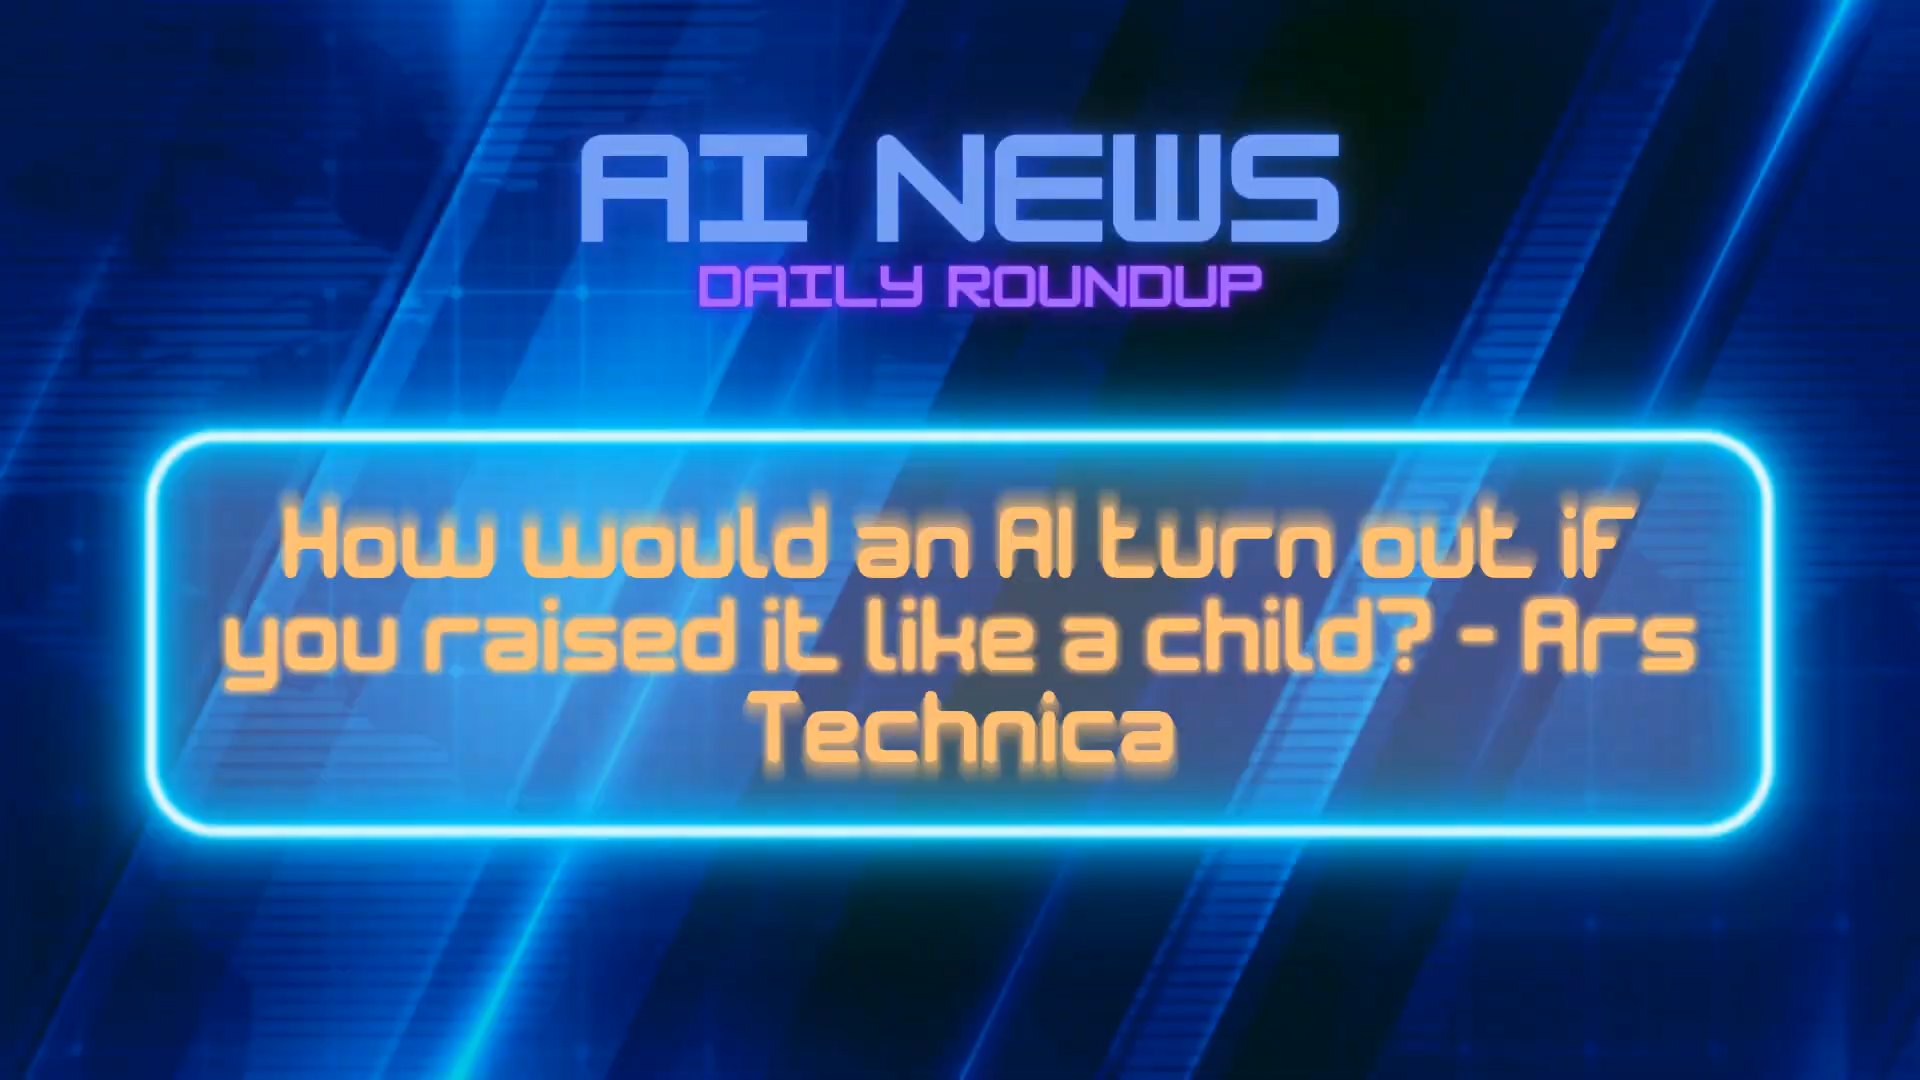 AI NEWS
DAILY ROUNDUP
How would an AI turn out if
you raised it like a child? - Ars
Technica